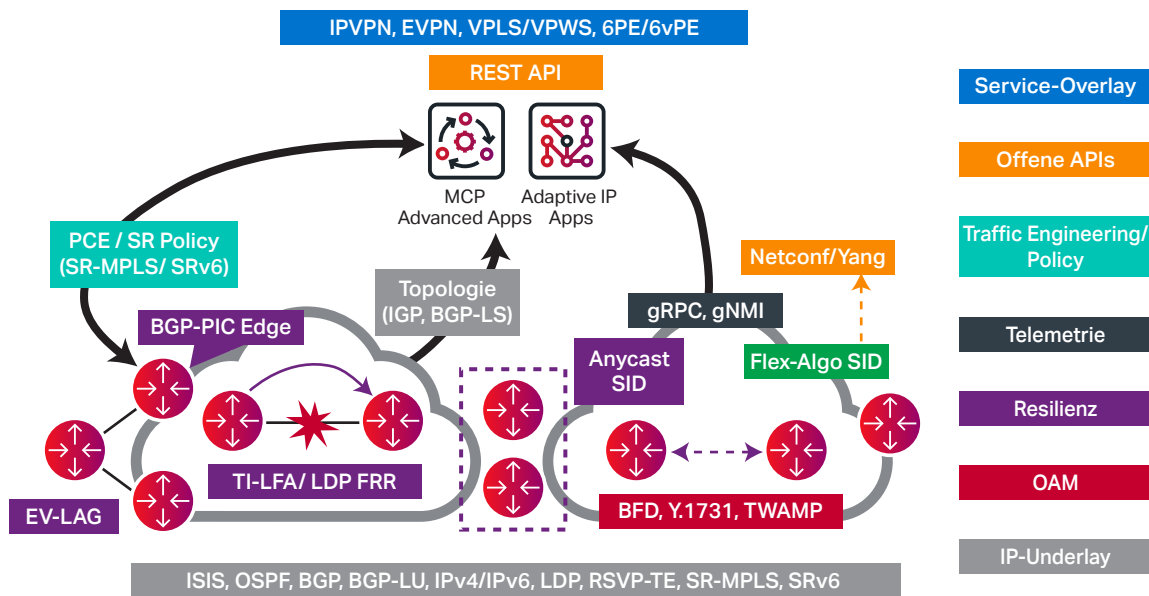 IPVPN, EVPN, VPLS/VPWS, 6PE/6vPE
REST API
MCP
Advanced Apps
Adaptive IP
Apps
PCE / SR Policy
(SR-MPLS/ SRv6)
Topologie
(IGP, BGP-LS)
Netconf/Yang
gRPC, gNMI
BGP-PIC Edge
Anycast
SID
Flex-Algo SID
TI-LFA/ LDP FRR
EV-LAG
BFD, Y.1731, TWAMP
ISIS, OSPF, BGP, BGP-LU, IPv4/IPv6, LDP, RSVP-TE, SR-MPLS, SRv6
Service-Overlay
Offene APIs
Traffic Engineering/
Policy
Telemetrie
Resilienz
OAM
IP-Underlay